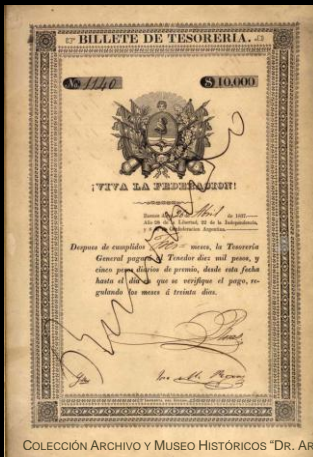 BILLETE DE TESORERIA.
No 1140 $ 10,000
¡VIVA LA FEDERACION!
Buenos Abril de 1837.—
Año 28 de la Libertad, 22 de la Independencia,
y de la Confederacion Argentina.
Despues de cumplidos meses, la Tesoreria
General pagará al Tenedor diez mil pesos, y
cinco pesos diarios de premio, desde esta fecha
hasta el dia en que se verifique el pago, re-
gulando los meses á treinta dias.
COLECCIÓN ARCHIVO Y MUSEO HISTÓRICOS "DR. AR